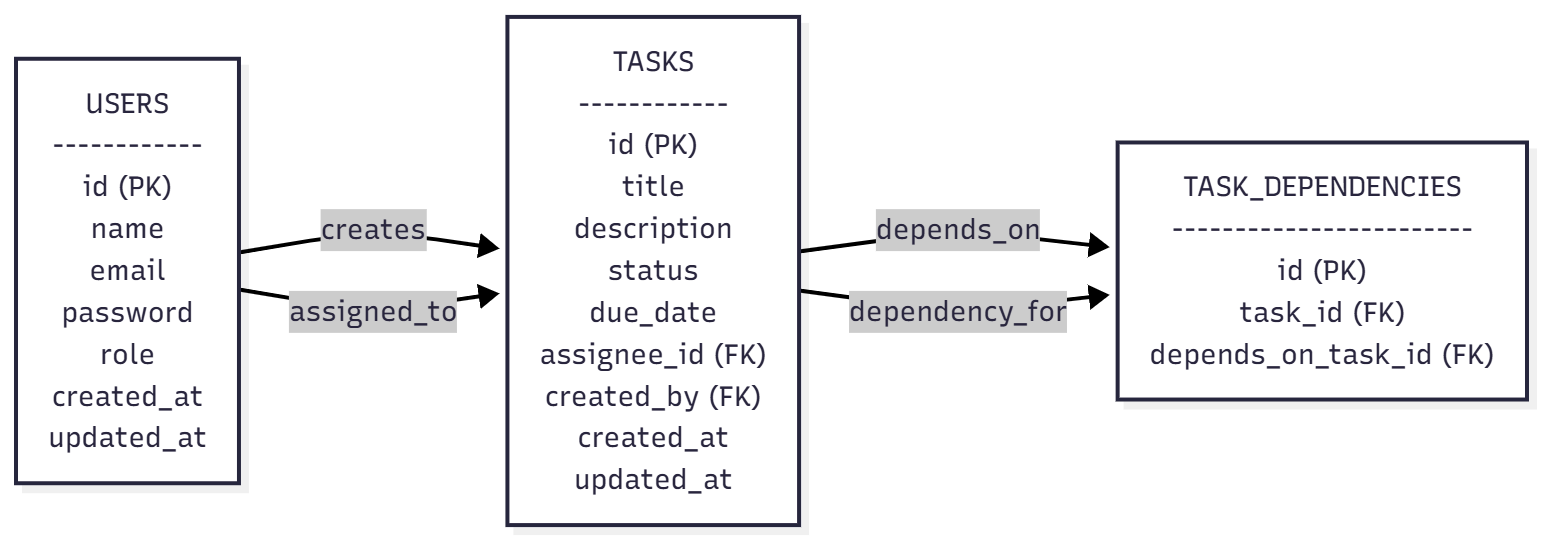 USERS
------------
id (PK)
name
email
password
role
created_at
updated_at
creates
assigned_to
TASKS
------------
id (PK)
title
description
status
due_date
assignee_id (FK)
created_by (FK)
created_at
updated_at
depends_on
dependency_for
TASK_DEPENDENCIES
------------------------
id (PK)
task_id (FK)
depends_on_task_id (FK)